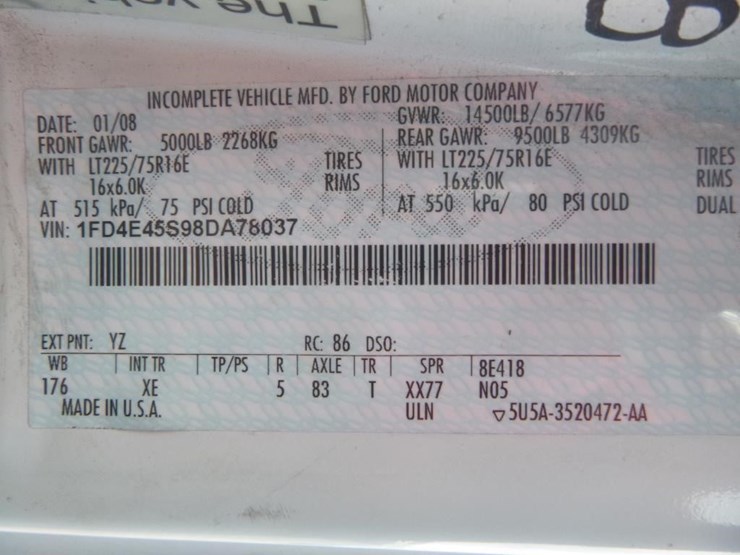 The
8
INCOMPLETE VEHICLE MFD. BY FORD MOTOR COMPANY
DATE: 01/08 GVWR: 14500LB/ 6577KG
FRONT GAWR: 5000LB 2268KG REAR GAWR: 9500LB 4309KG
WITH LT225/75R16E TIRES WITH LT225/75R16E TIRES
16x6.0K RIMS 16x6.0K RIMS
AT 515 kPa/ 75 PSI COLD AT 550 kPa/ 80 PSI COLD DUAL
VIN: 1FD4E45S98DA78037
EXT PNT: YZ RC: 86 DSO:
WB INT TR TP/PS R AXLE TR SPR 8E418
176 XE 5 83 T XX77 N05
MADE IN U.S.A. ULN ▽5U5A-3520472-AA